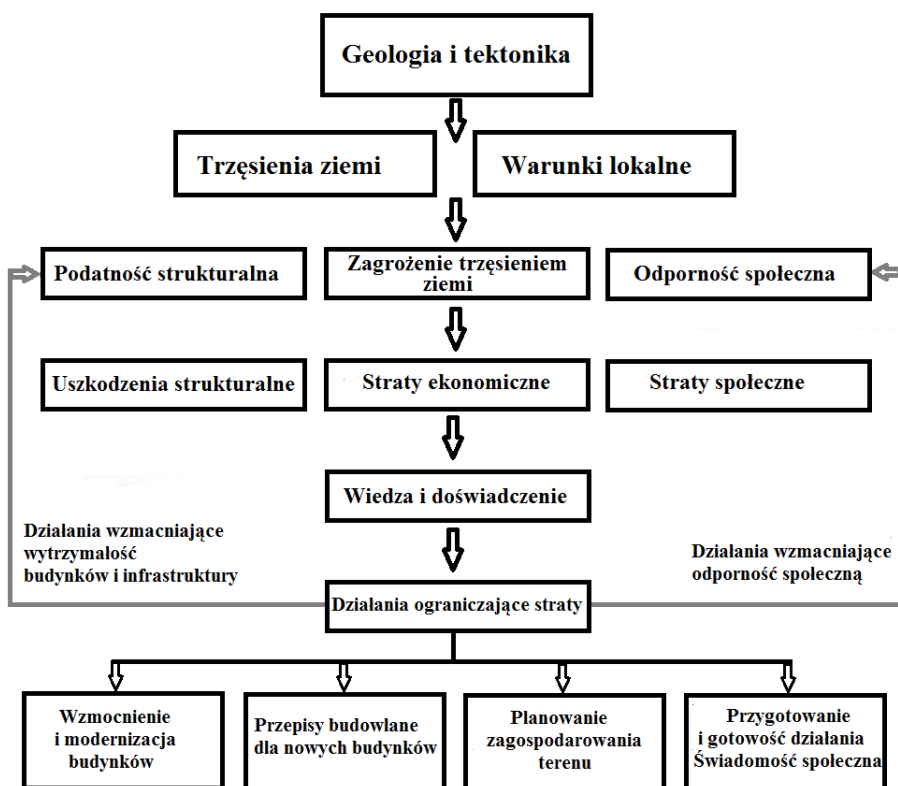 Geologia i tektonika
Trzęsienia ziemi
Warunki lokalne
Podatność strukturalna
Zagrożenie trzęsieniem
ziemi
Odporność społeczna
Uszkodzenia strukturalne
Straty ekonomiczne
Straty społeczne
Wiedza i doświadczenie
Działania wzmacniające
wytrzymałość
budynków i infrastruktury
Działania wzmacniające
odporność społeczną
Działania ograniczające straty
Wzmocnienie
i modernizacja
budynków
Przepisy budowlane
dla nowych budynków
Planowanie
zagospodarowania
terenu
Przygotowanie
i gotowość działania
Świadomość społeczna